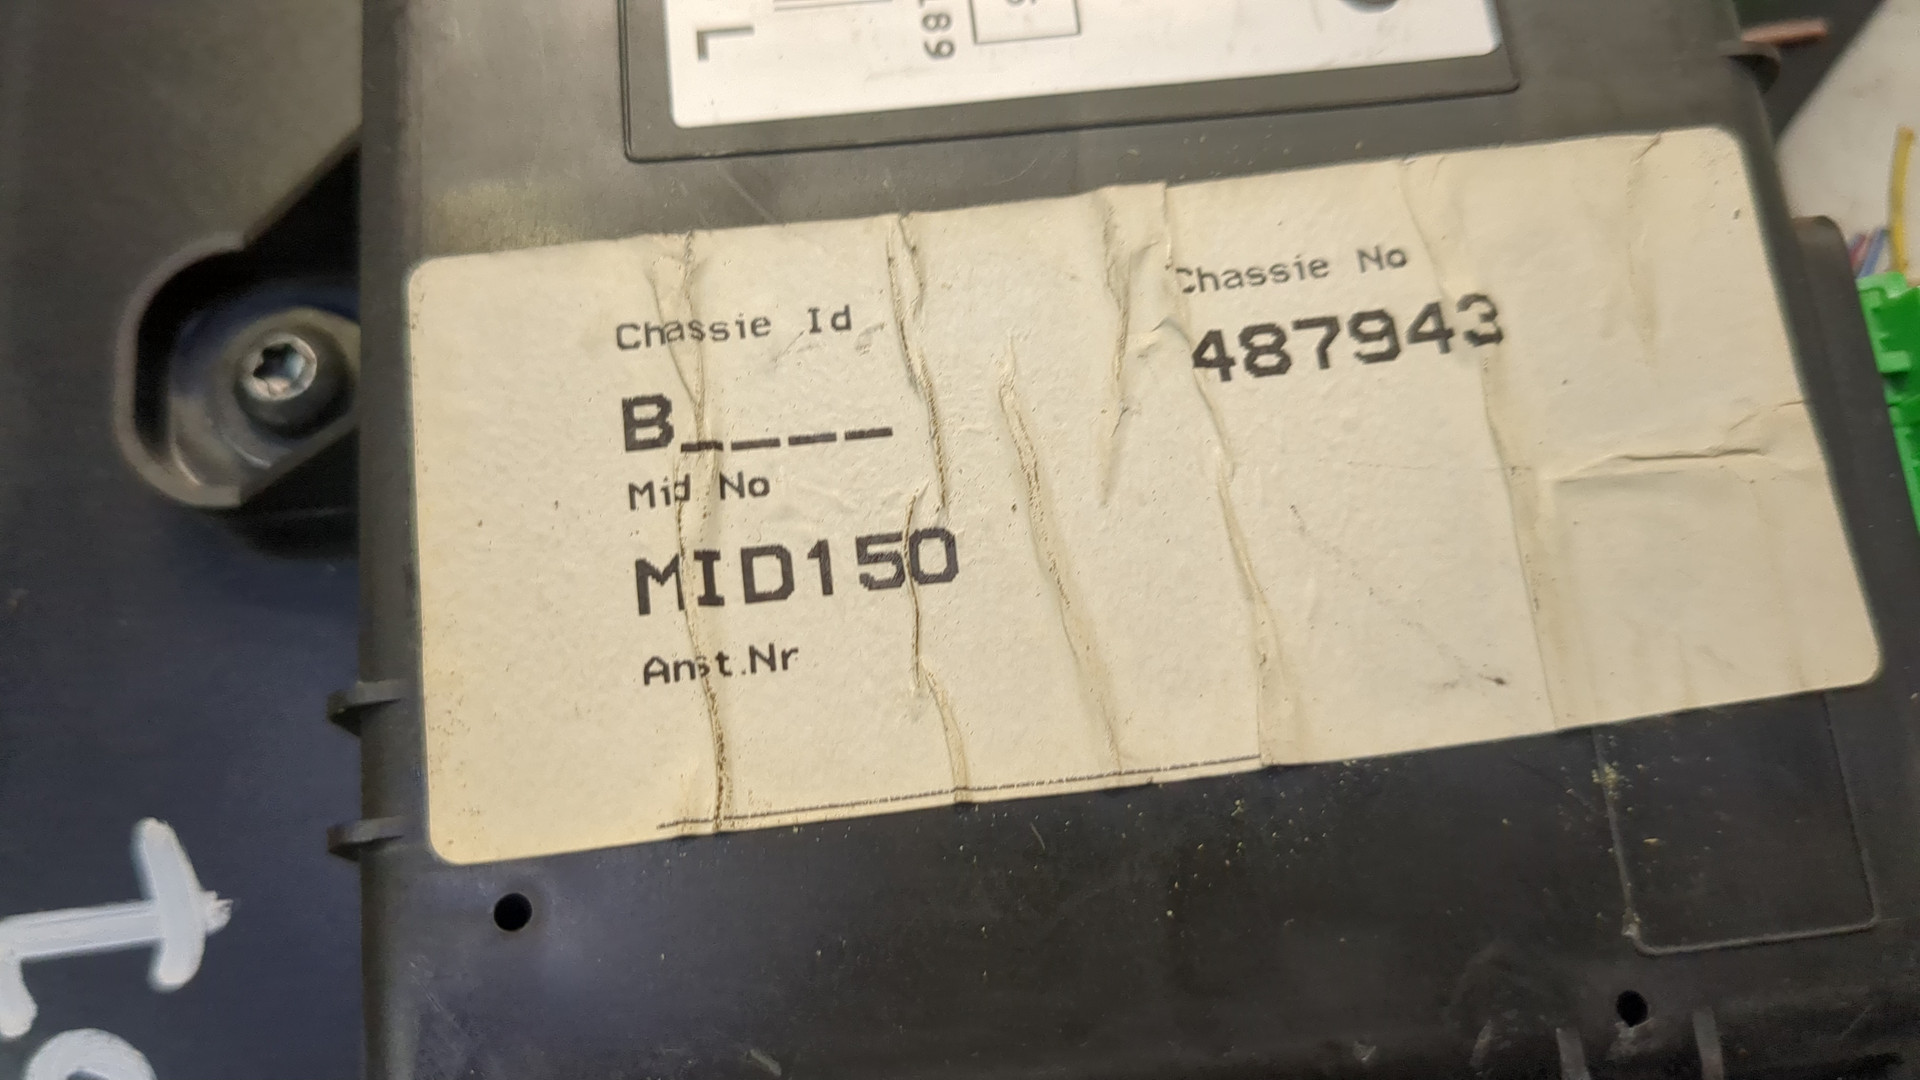 Chassie Id
B____
Mid No
MID150
Anst.Nr
Chassie No
487943